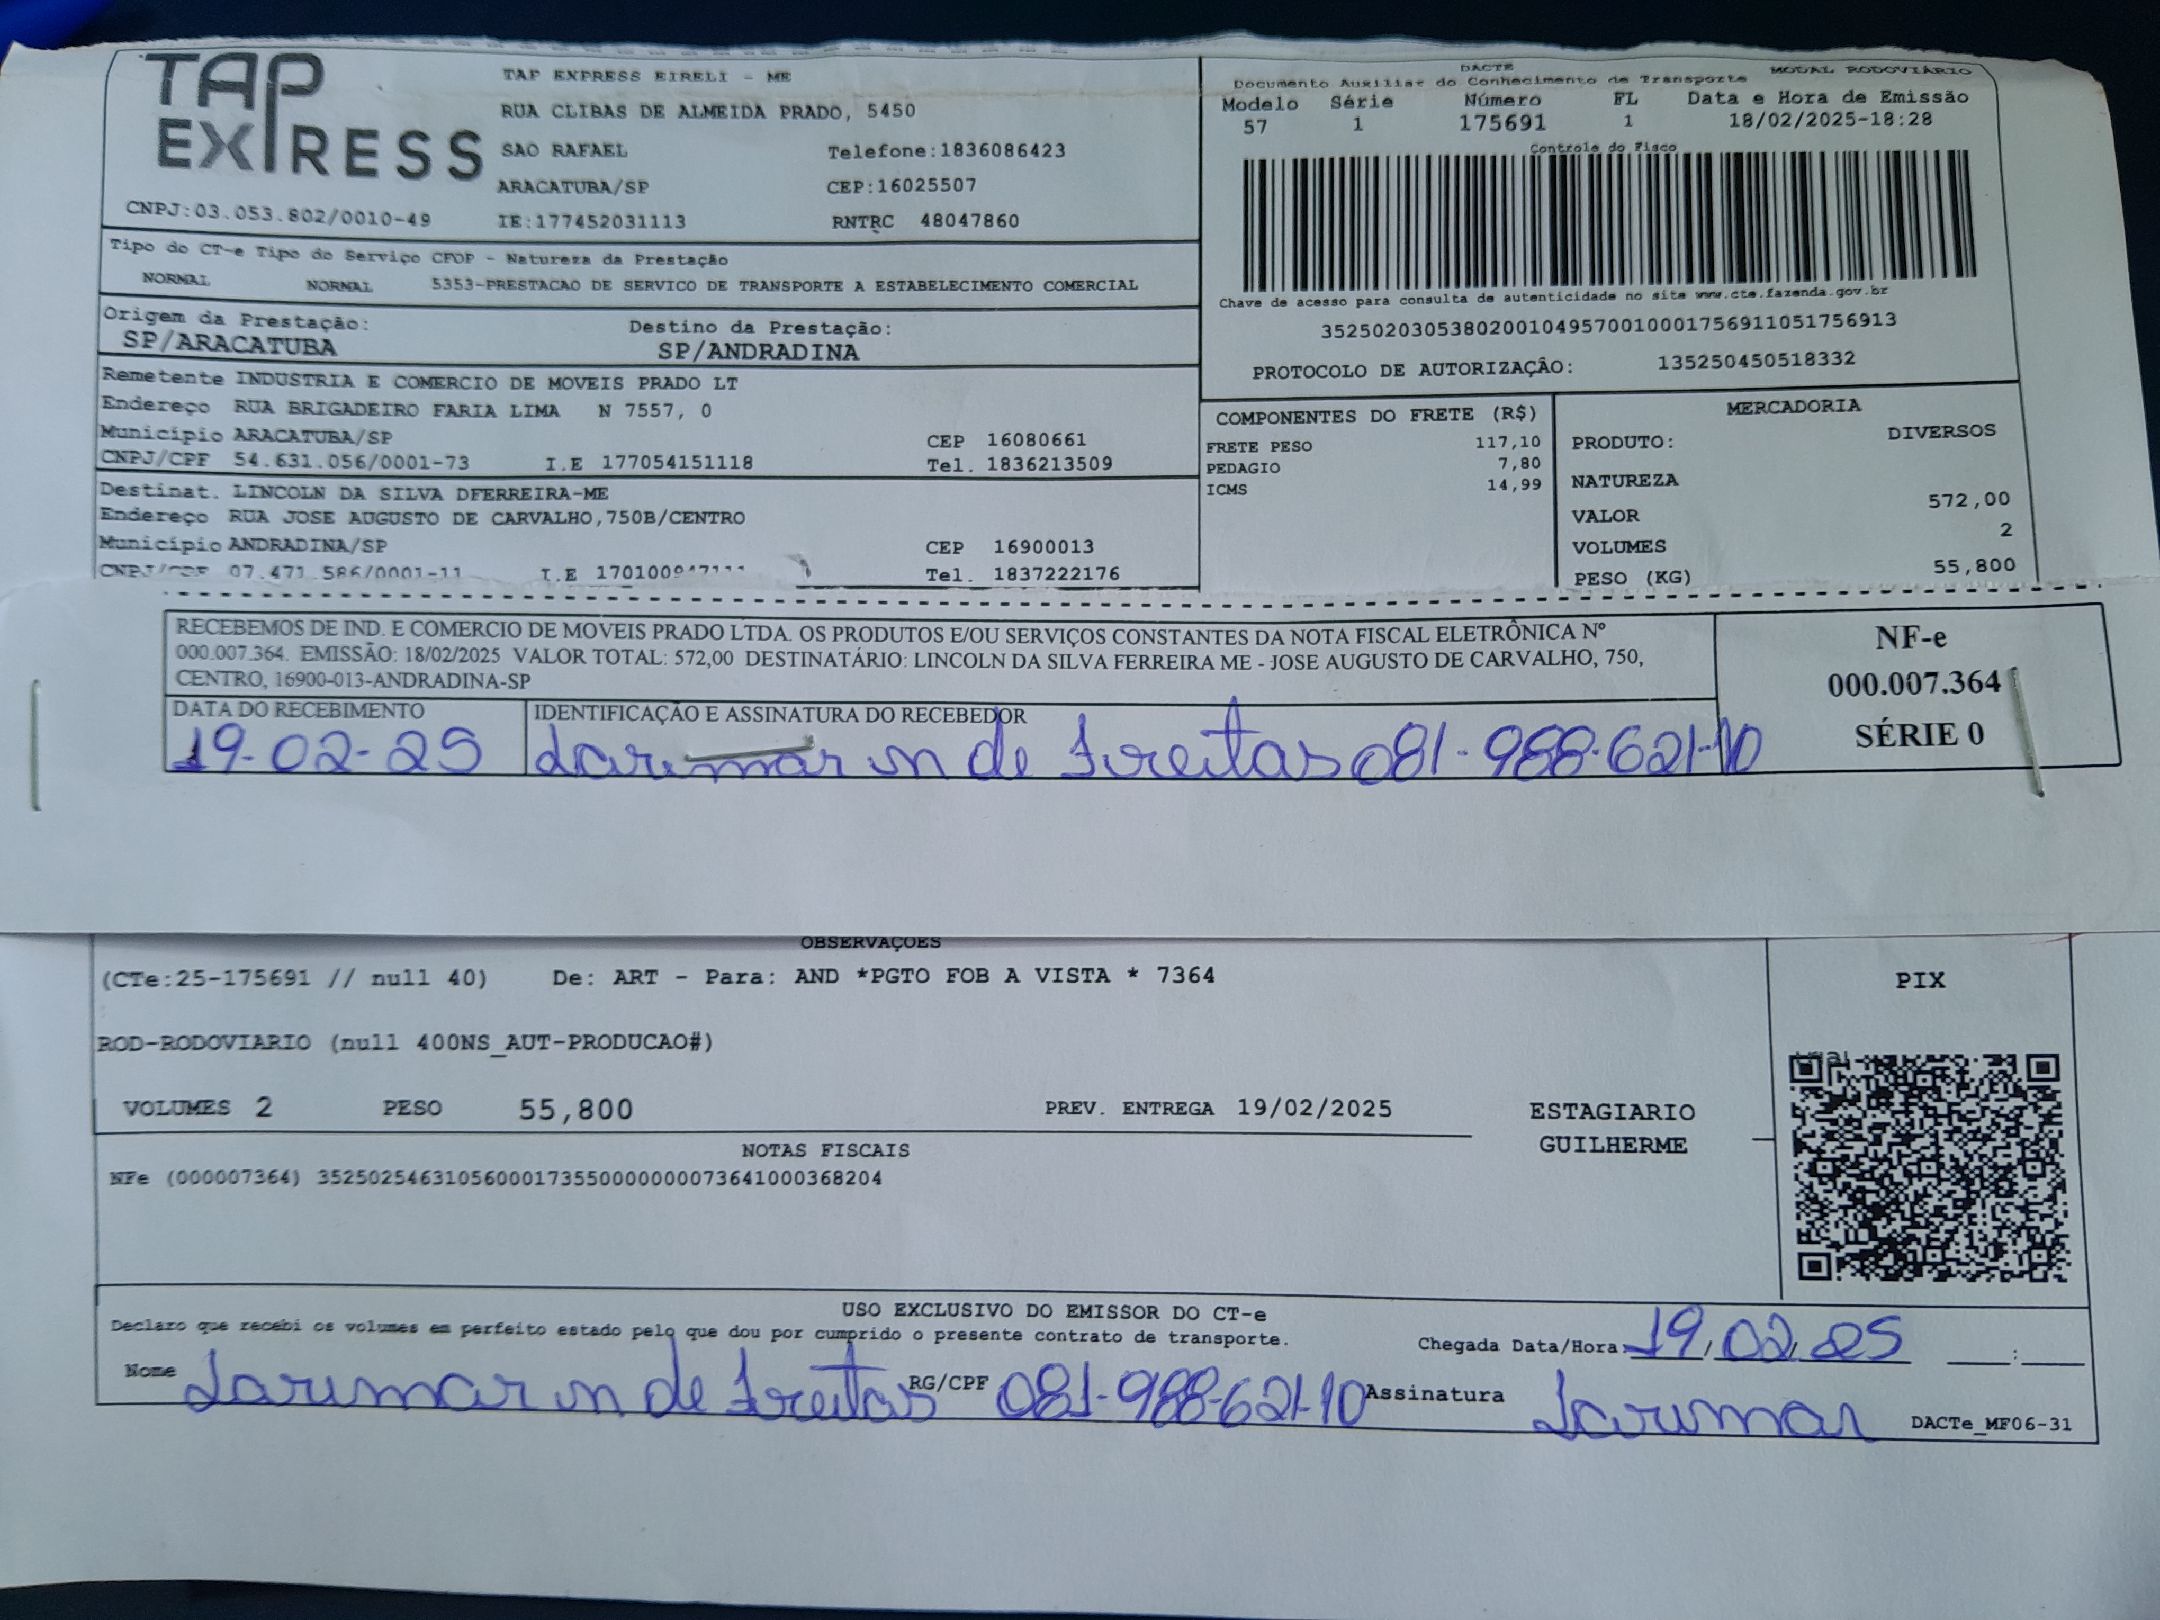 TAP
EXPRESS
TAP EXPRESS EIRELI - ME
RUA CLIBAS DE ALMEIDA PRADO, 5450
SAO RAFAEL Telefone:1836086423
ARACATUBA/SP CEP:16025507
CNPJ:03.053.802/0010-49 IE:177452031113 RNTRC 48047860
DACTE MODAL RODOVIÁRIO
Documento Auxiliar do Conhecimento de Transporte
Modelo Série Número FL Data e Hora de Emissão
57 1 175691 1 18/02/2025-18:28
Controle do Fisco
Chave de acesso para consulta de autenticidade no site www.cte.fazenda.gov.br
35250203053802001049570010001756911051756913
PROTOCOLO DE AUTORIZAÇÃO: 135250450518332
Tipo do CT-e Tipo do Serviço CFOP - Natureza da Prestação
NORMAL NORMAL 5353-PRESTACAO DE SERVICO DE TRANSPORTE A ESTABELECIMENTO COMERCIAL
Origem da Prestação: Destino da Prestação:
SP/ARACATUBA SP/ANDRADINA
Remetente INDUSTRIA E COMERCIO DE MOVEIS PRADO LT
Endereço RUA BRIGADEIRO FARIA LIMA N 7557, 0
Município ARACATUBA/SP CEP 16080661
CNPJ/CPF 54.631.056/0001-73 I.E 177054151118 Tel. 1836213509
Destinat. LINCOLN DA SILVA DFERREIRA-ME
Endereço RUA JOSE AUGUSTO DE CARVALHO,750B/CENTRO
Município ANDRADINA/SP CEP 16900013
CNPJ/CPF 07.471.586/0001-11 I.E Tel. 1837222176
COMPONENTES DO FRETE (R$)
FRETE PESO 117,10
PEDAGIO 7,80
ICMS 14,99
MERCADORIA
PRODUTO: DIVERSOS
NATUREZA
VALOR 572,00
VOLUMES 2
PESO (KG) 55,800
RECEBEMOS DE IND. E COMERCIO DE MOVEIS PRADO LTDA. OS PRODUTOS E/OU SERVIÇOS CONSTANTES DA NOTA FISCAL ELETRÔNICA Nº
000.007.364. EMISSÃO: 18/02/2025 VALOR TOTAL: 572,00 DESTINATÁRIO: LINCOLN DA SILVA FERREIRA ME - JOSE AUGUSTO DE CARVALHO, 750,
CENTRO, 16900-013-ANDRADINA-SP
NF-e
000.007.364
SÉRIE 0
DATA DO RECEBIMENTO IDENTIFICAÇÃO E ASSINATURA DO RECEBEDOR
19-02-25 de Freitas 081-988-621-10
OBSERVAÇÕES
(CTe:25-175691 // null 40) De: ART - Para: AND *PGTO FOB A VISTA * 7364
ROD-RODOVIARIO (null 400NS_AUT-PRODUCAO#)
VOLUMES 2 PESO 55,800 PREV. ENTREGA 19/02/2025
ESTAGIARIO
GUILHERME
PIX
NOTAS FISCAIS
NFe (000007364) 35250254631056000173550000000073641000368204
USO EXCLUSIVO DO EMISSOR DO CT-e
Declaro que recebi os volumes em perfeito estado pelo que dou por cumprido o presente contrato de transporte.
Chegada Data/Hora: 19,02,25 :
Nome de Freitas RG/CPF 081-988-621-10 Assinatura
DACTe_MF06-31